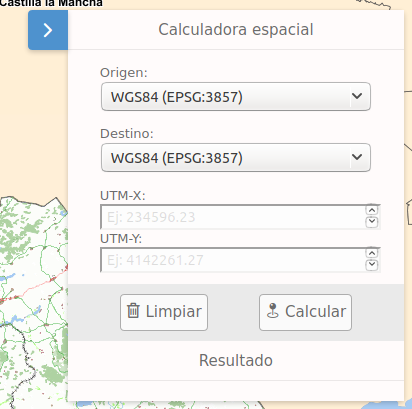 Castilla la Mancha
Calculadora espacial
Origen:
WGS84 (EPSG:3857)
Destino:
WGS84 (EPSG:3857)
UTM-X:
Ej: 234596.23
UTM-Y:
Ej: 4142261.27
Limpiar
Calcular
Resultado